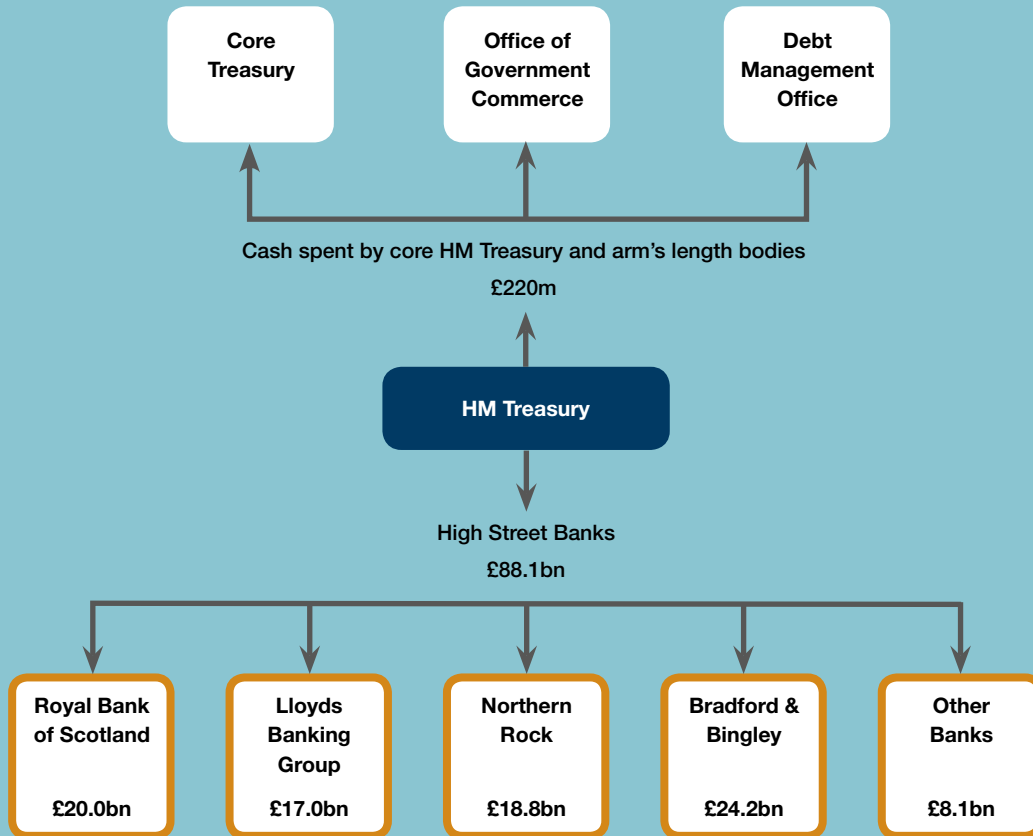 Core
Treasury
Office of
Government
Commerce
Debt
Management
Office
Cash spent by core HM Treasury and arm’s length bodies
£220m
HM Treasury
High Street Banks
£88.1bn
Royal Bank
of Scotland
£20.0bn
Lloyds
Banking
Group
£17.0bn
Northern
Rock
£18.8bn
Bradford &
Bingley
£24.2bn
Other
Banks
£8.1bn